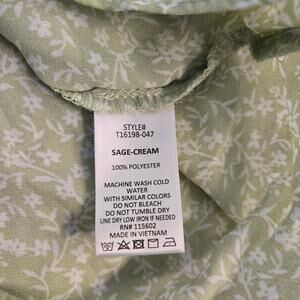 STYLE#
T16198-047
SAGE-CREAM
100% POLYESTER
MACHINE WASH COLD
WATER
WITH SIMILAR COLORS
DO NOT BLEACH
DO NOT TUMBLE DRY
LINE DRY LOW IRON IF NEEDED
RN# 115602
MADE IN VIETNAM